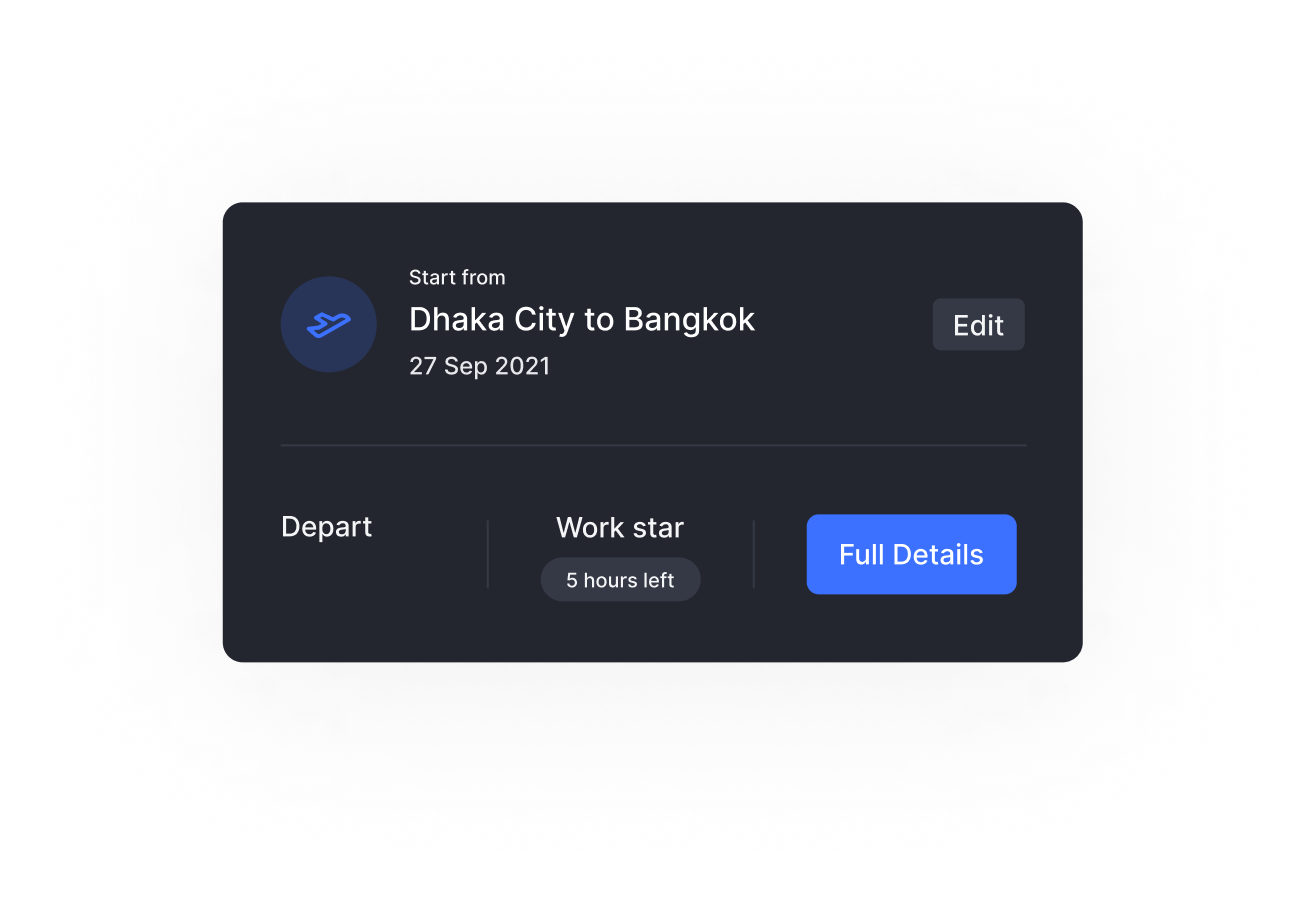 Start from
Dhaka City to Bangkok
27 Sep 2021
Edit
Depart
Work star
5 hours left
Full Details